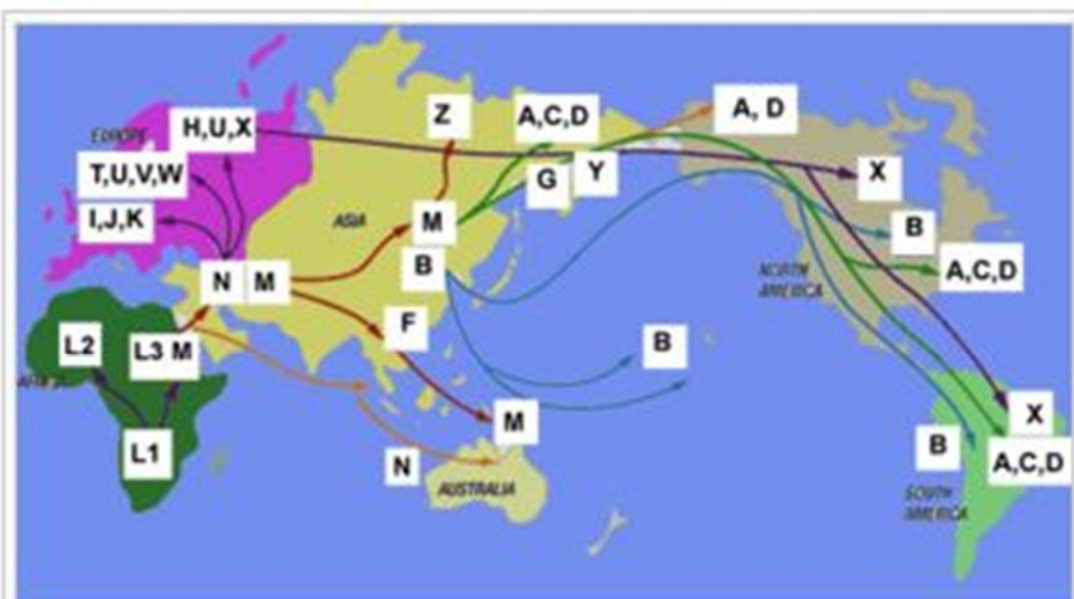 Z
A,C,D
A, D
EUROPE
H,U,X
T,U,V,W
G
Y
X
I,J,K
ASIA
M
B
B
N
M
NORTH
AMERICA
A,C,D
F
B
L2
L3 M
AFRICA
M
X
L1
N
B
A,C,D
AUSTRALIA
SOUTH
AMERICA